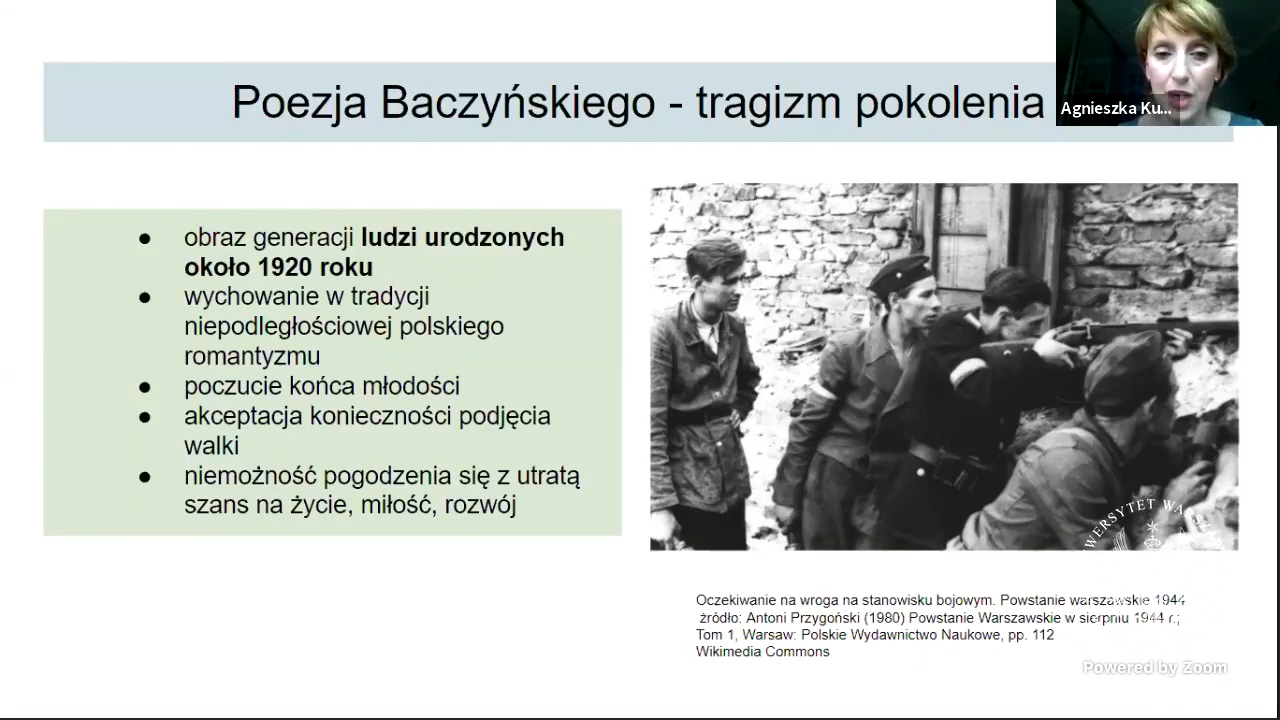 Poezja Baczyńskiego - tragizm pokolenia
Agnieszka Ku...
obraz generacji ludzi urodzonych
około 1920 roku
wychowanie w tradycji
niepodległościowej polskiego
romantyzmu
poczucie końca młodości
akceptacja konieczności podjęcia
walki
niemożność pogodzenia się z utratą
szans na życie, miłość, rozwój
WERSYTET WARSZ
Oczekiwanie na wroga na stanowisku bojowym. Powstanie warszawskie 1944
źródło: Antoni Przygoński (1980) Powstanie Warszawskie w sierpniu 1944 r.;
Tom 1, Warsaw: Polskie Wydawnictwo Naukowe, pp. 112
Wikimedia Commons
Powered by Zoom